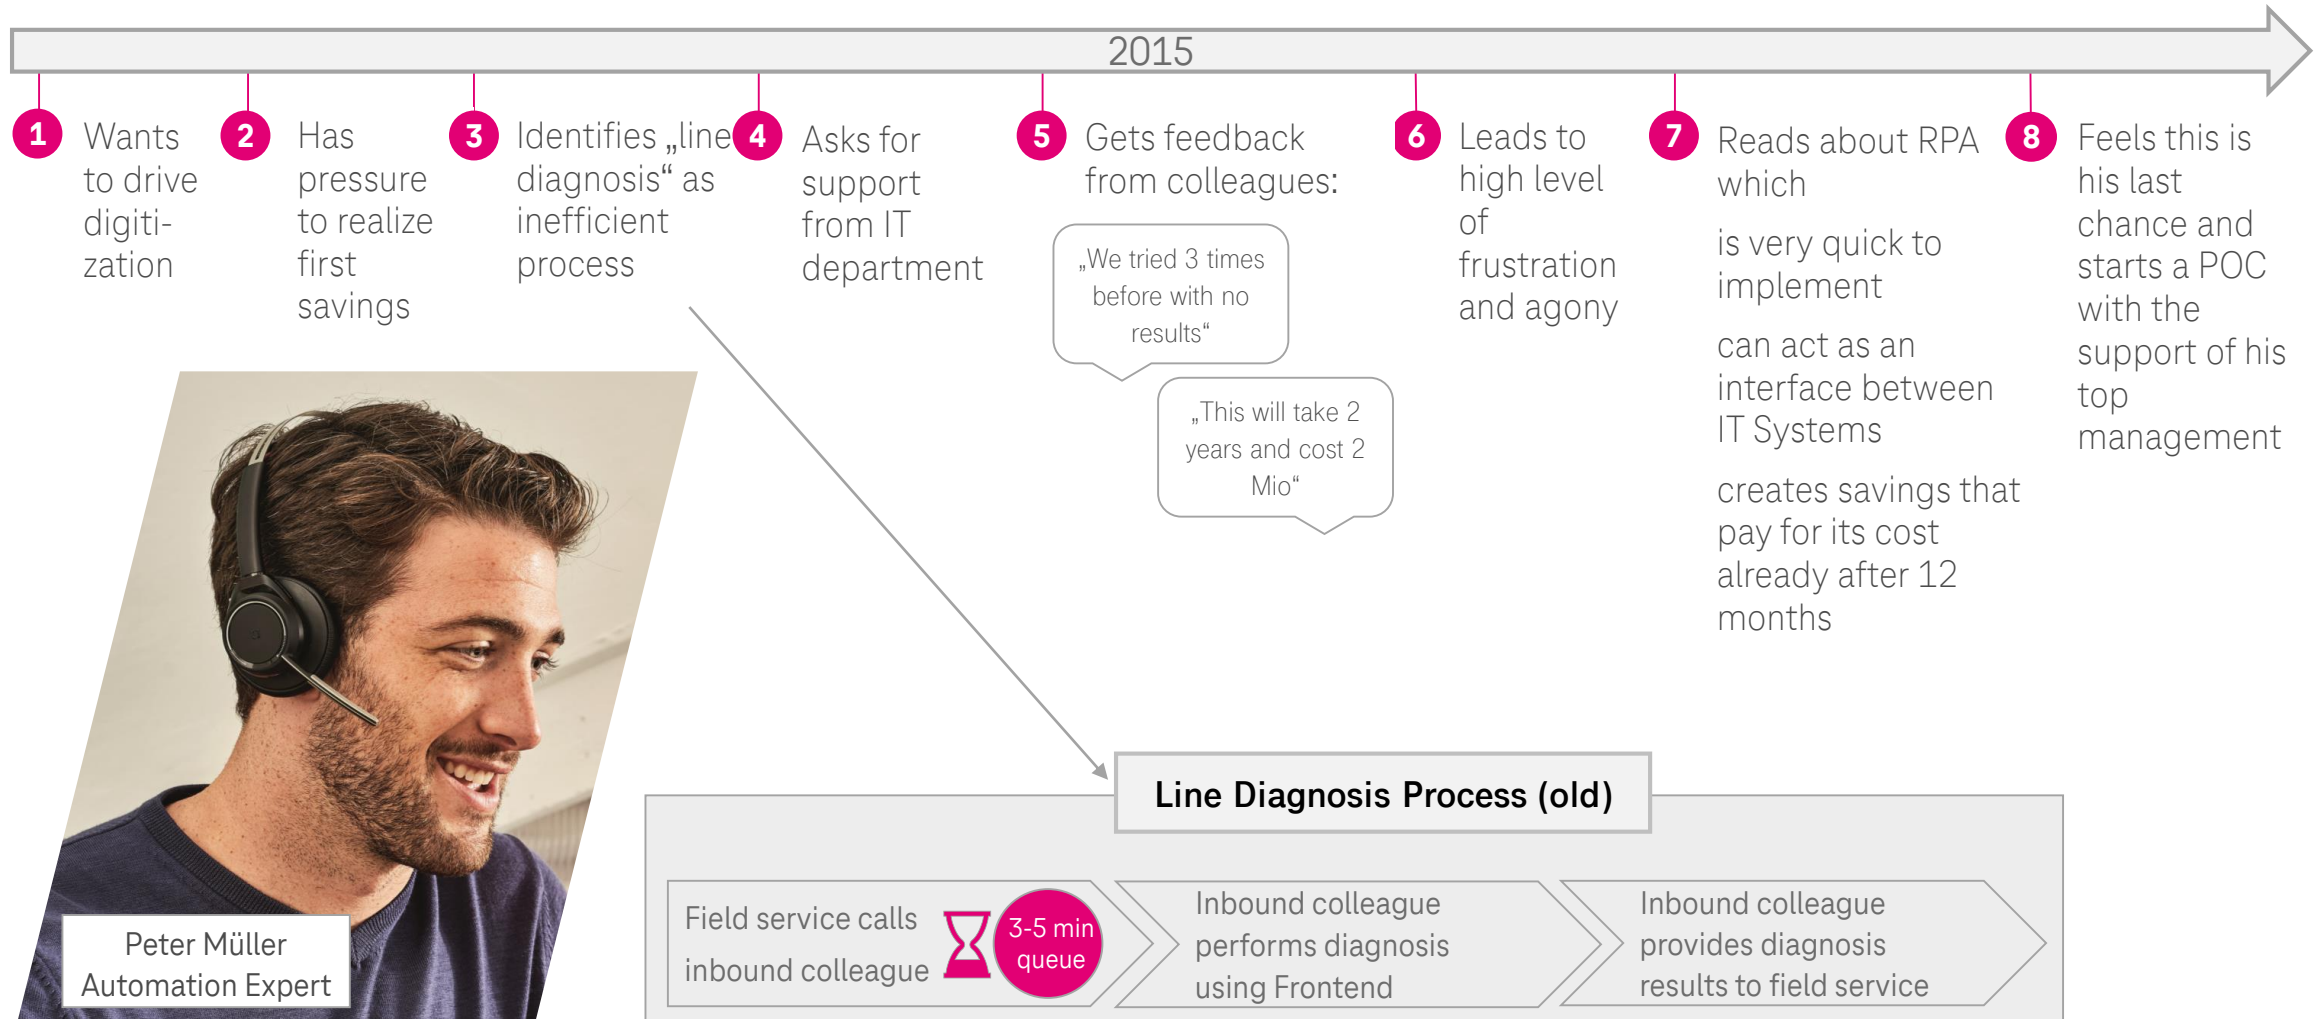 2015
1
Wants
to drive
digiti-
zation
2
Has
pressure
to realize
first
savings
3
Identifies „line
diagnosis“ as
inefficient
process
4
Asks for
support
from IT
department
5
Gets feedback
from colleagues:
„We tried 3 times
before with no
results“
„This will take 2
years and cost 2
Mio“
6
Leads to
high level
of
frustration
and agony
7
Reads about RPA
which
is very quick to
implement
can act as an
interface between
IT Systems
creates savings that
pay for its cost
already after 12
months
8
Feels this is
his last
chance and
starts a POC
with the
support of his
top
management
Peter Müller
Automation Expert
Line Diagnosis Process (old)
Field service calls
inbound colleague
3-5 min
queue
Inbound colleague
performs diagnosis
using Frontend
Inbound colleague
provides diagnosis
results to field service